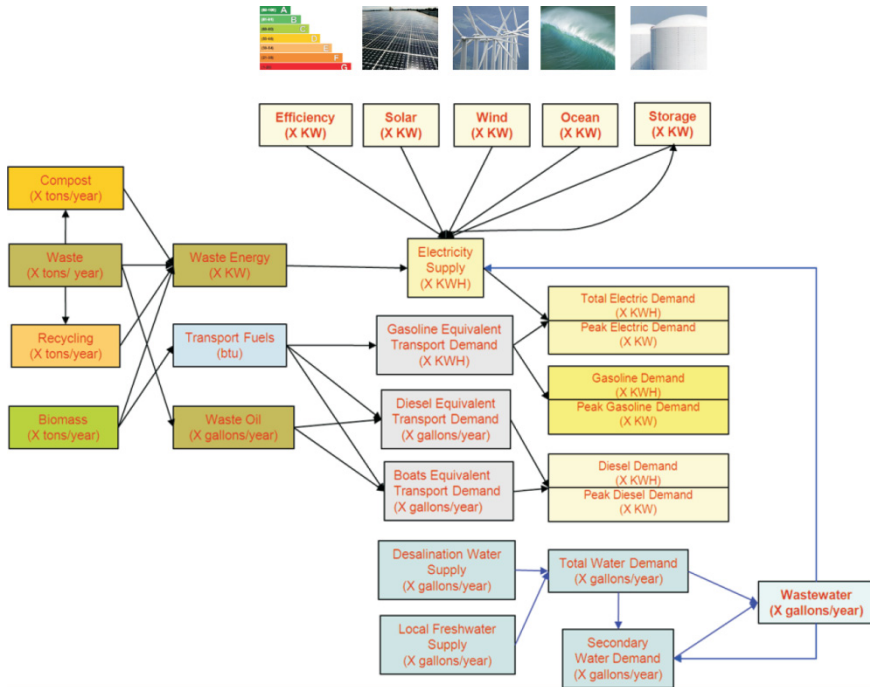 A
B
C
D
E
F
G
Efficiency
(X KW)
Solar
(X KW)
Wind
(X KW)
Ocean
(X KW)
Storage
(X KW)
Compost
(X tons/year)
Waste
(X tons/ year)
Waste Energy
(X KW)
Electricity
Supply
(X KWH)
Total Electric Demand
(X KWH)
Peak Electric Demand
(X KW)
Recycling
(X tons/year)
Transport Fuels
(btu)
Gasoline Equivalent
Transport Demand
(X KWH)
Gasoline Demand
(X KWH)
Peak Gasoline Demand
(X KW)
Biomass
(X tons/year)
Waste Oil
(X gallons/year)
Diesel Equivalent
Transport Demand
(X gallons/year)
Boats Equivalent
Transport Demand
(X gallons/year)
Diesel Demand
(X KWH)
Peak Diesel Demand
(X KW)
Desalination Water
Supply
(X gallons/year)
Total Water Demand
(X gallons/year)
Wastewater
(X gallons/year)
Local Freshwater
Supply
(X gallons/year)
Secondary
Water Demand
(X gallons/year)